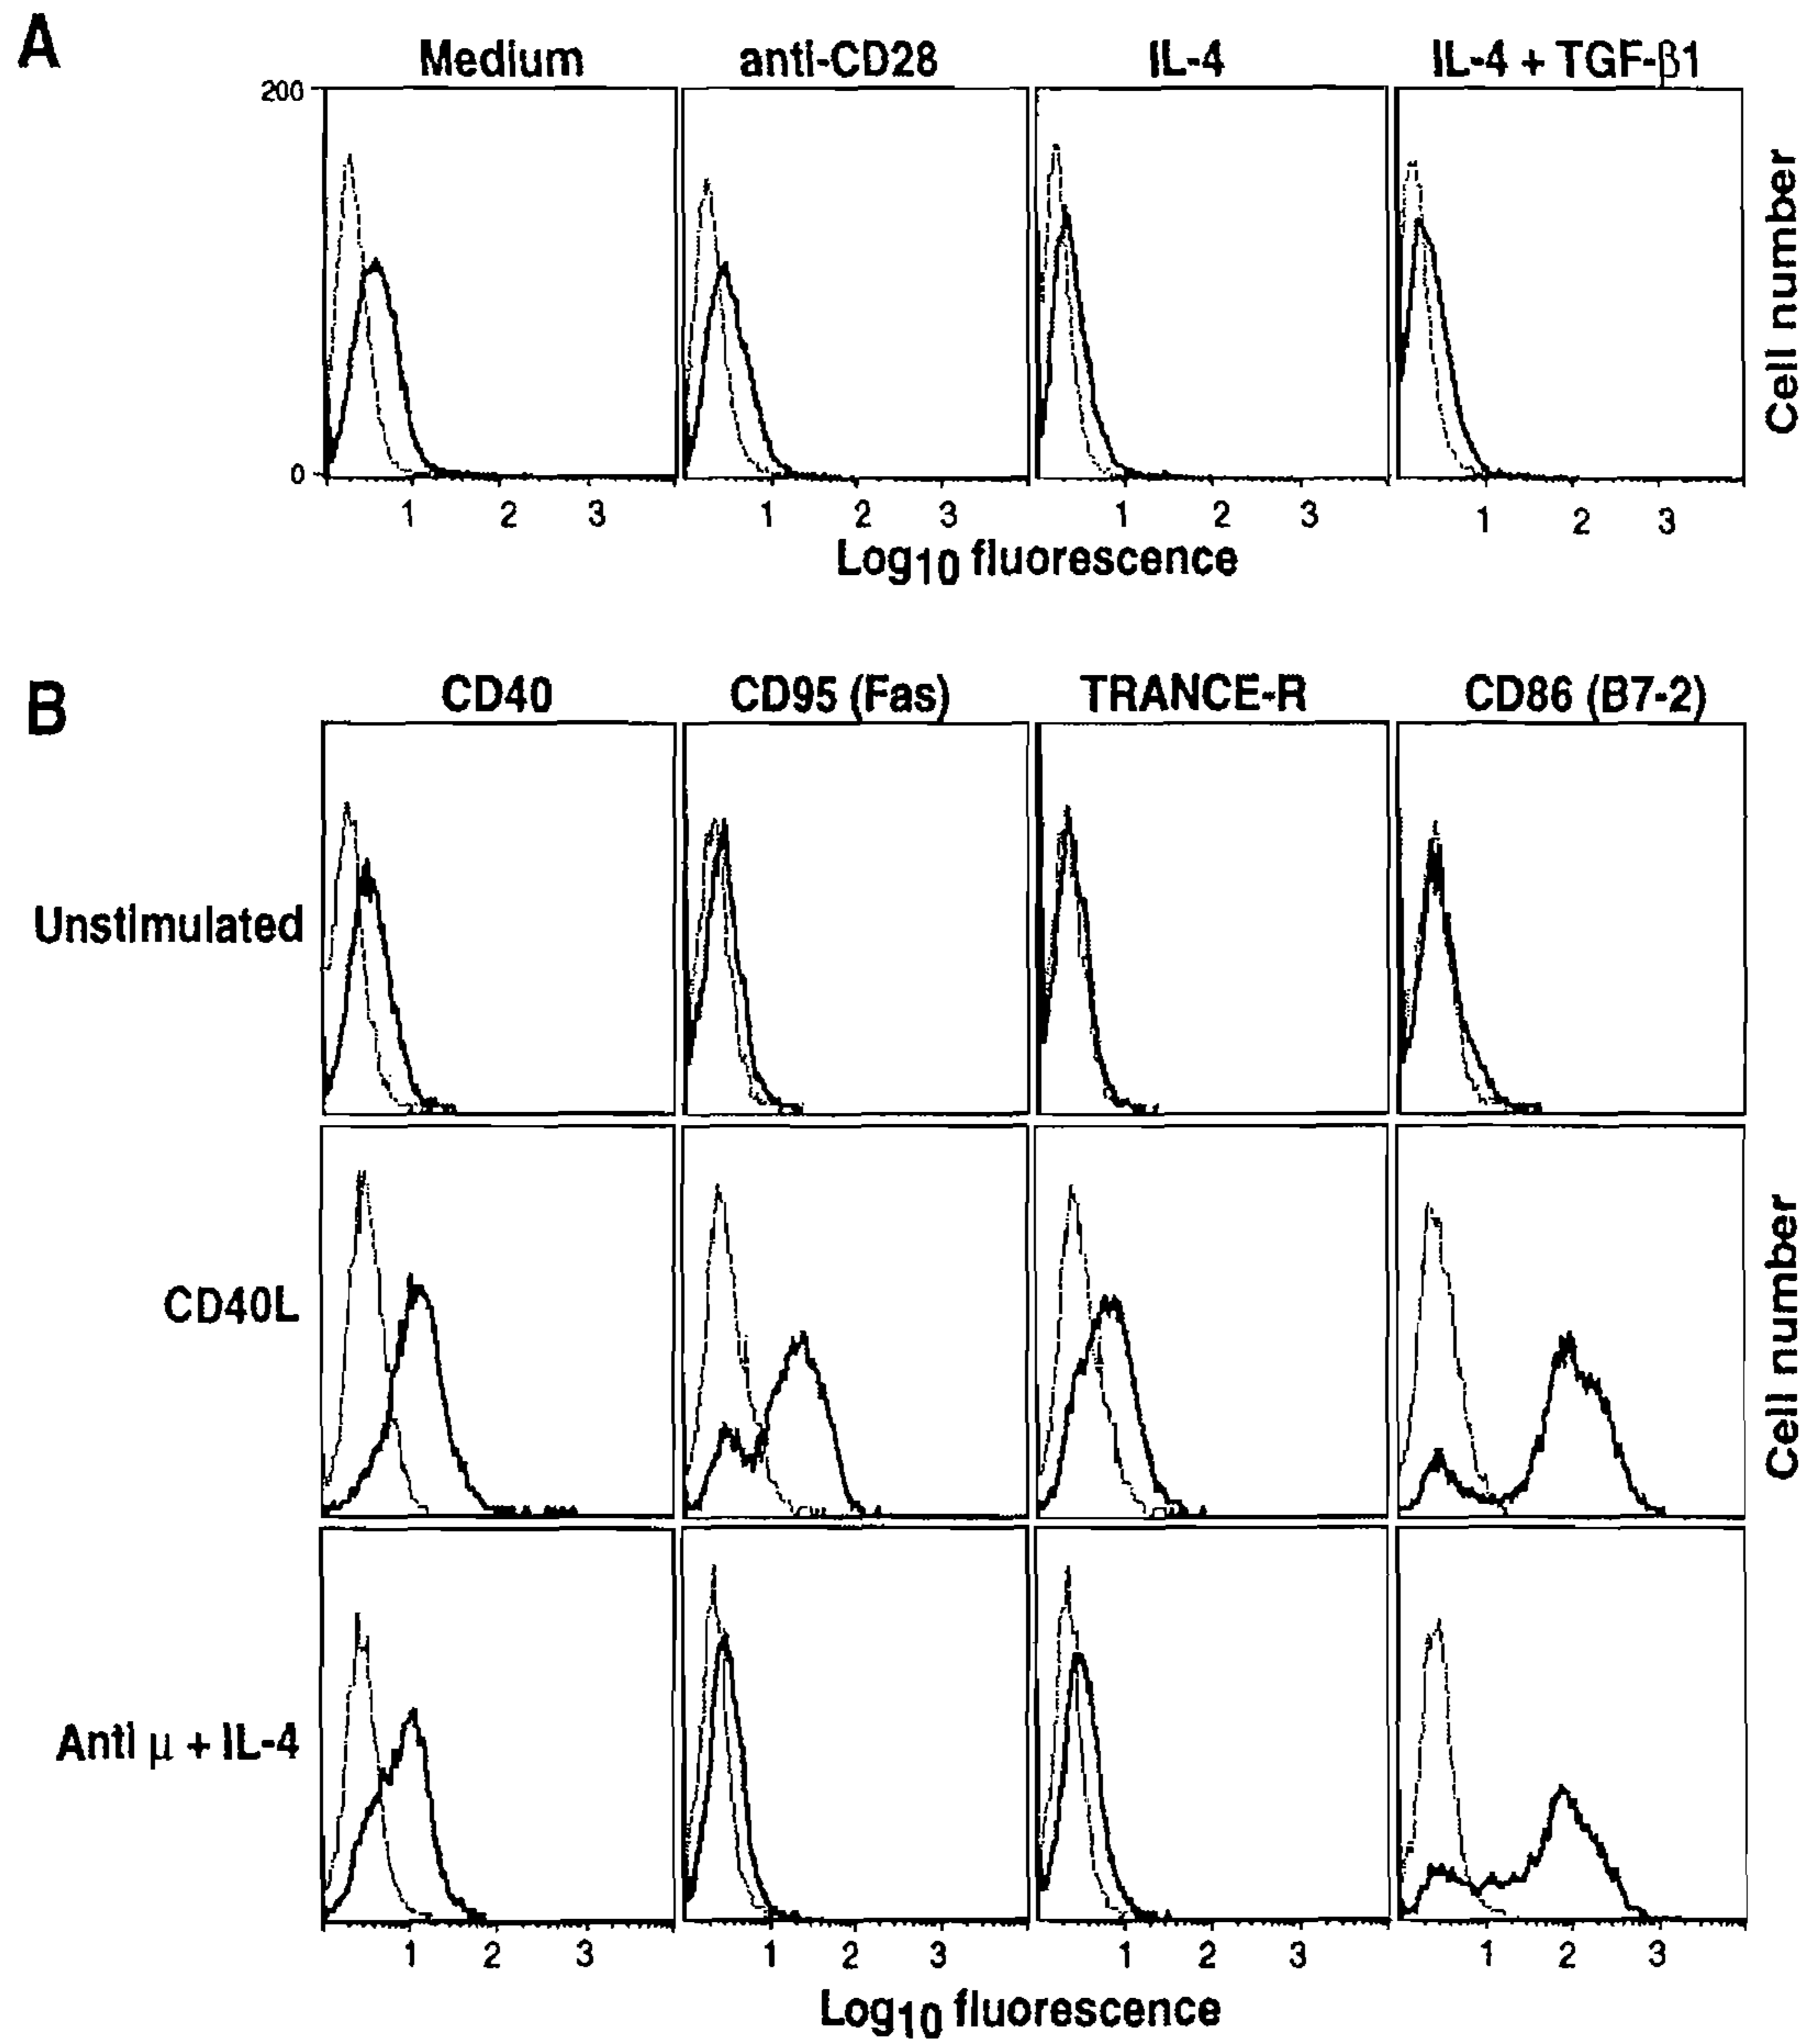 A
Medium anti-CD28 IL-4 IL-4 + TGF-β1
200
0
Cell number
1 2 3 1 2 3 1 2 3 1 2 3
Log10 fluorescence
B
CD40 CD95 (Fas) TRANCE-R CD86 (B7-2)
Unstimulated
CD40L
Cell number
Anti μ + IL-4
1 2 3 1 2 3 1 2 3 1 2 3
Log10 fluorescence